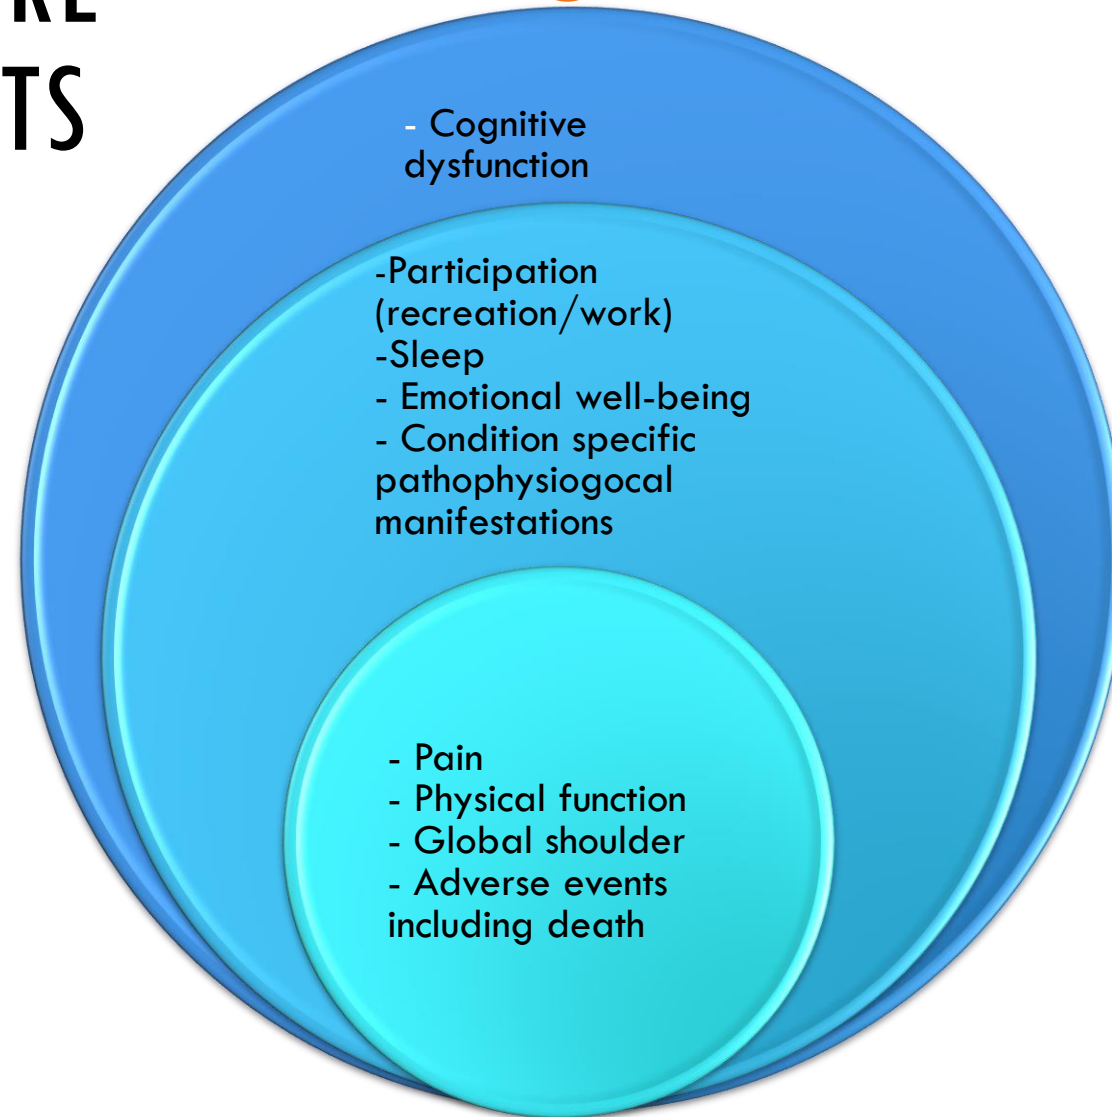 TS
- Cognitive
dysfunction
-Participation
(recreation/work)
-Sleep
- Emotional well-being
- Condition specific
pathophysiogocal
manifestations
- Pain
- Physical function
- Global shoulder
- Adverse events
including death